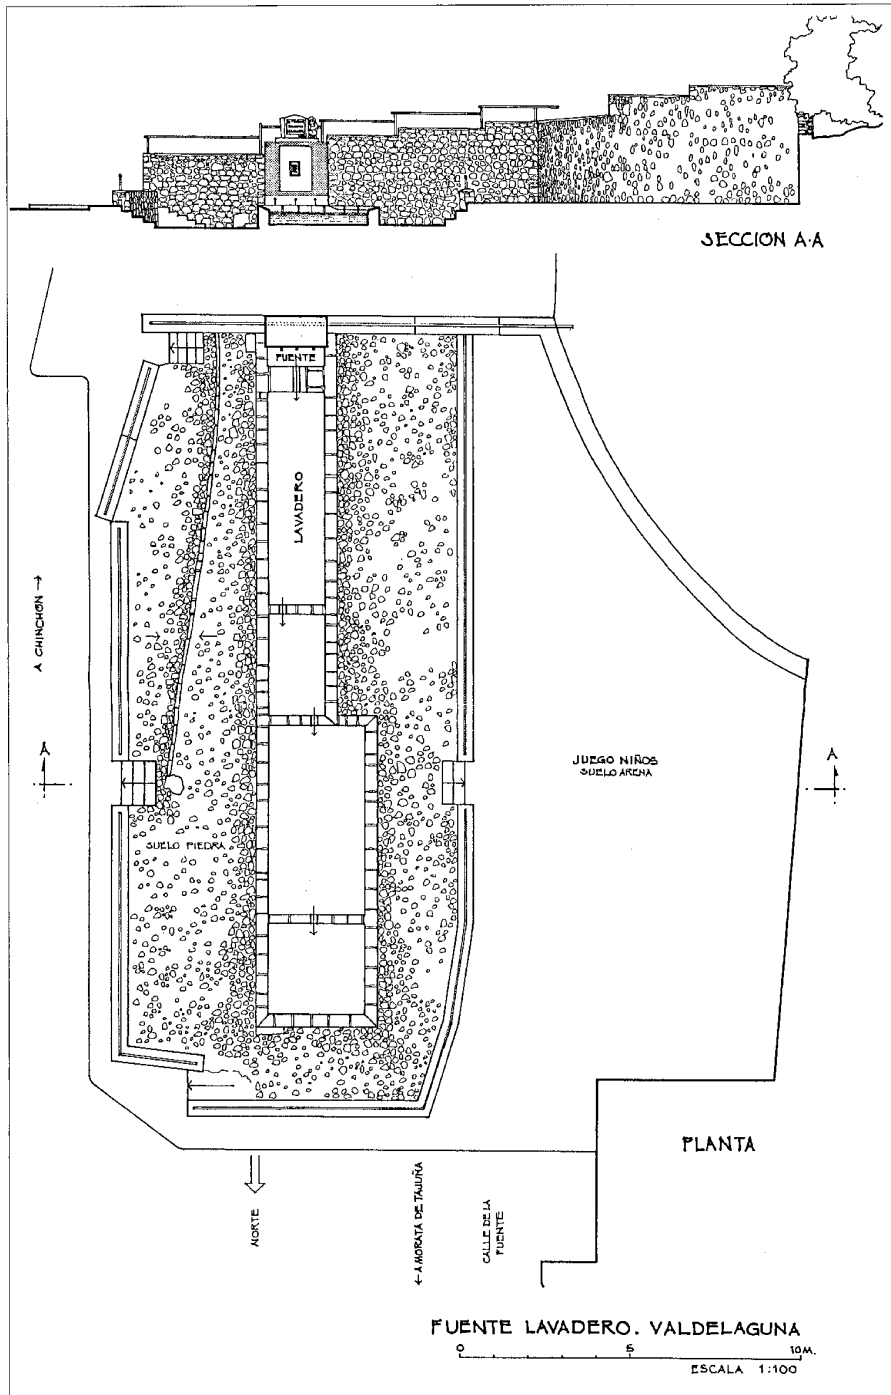 SECCION A·A
FUENTE
LAVADERO
A CHINCHÓN →
A
A
JUEGO NIÑOS
SUELO ARENA
SUELO PIEDRA
PLANTA
NORTE
← A MORATA DE TAJUÑA
CALLE DE LA
FUENTE
FUENTE LAVADERO. VALDELAGUNA
0 5 10M.
ESCALA 1:100